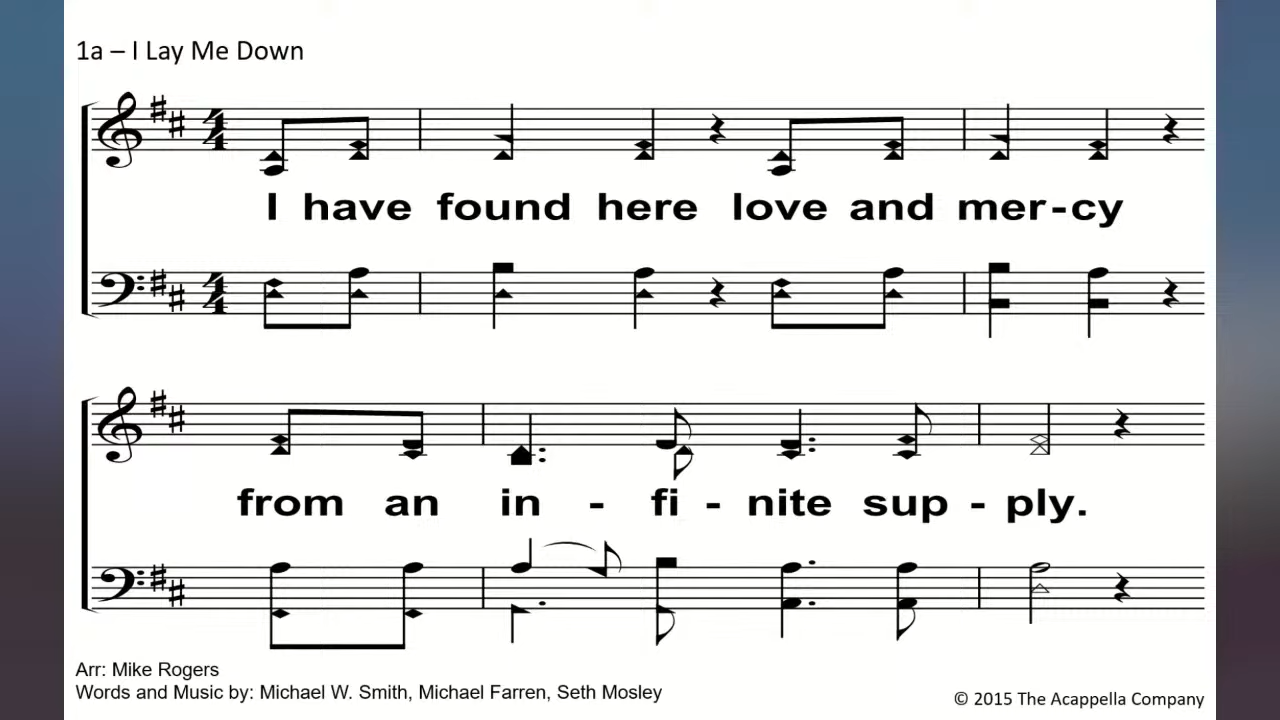 1a – I Lay Me Down
I have found here love and mer-cy
from an in - fi - nite sup - ply.
Arr: Mike Rogers
Words and Music by: Michael W. Smith, Michael Farren, Seth Mosley
© 2015 The Acappella Company